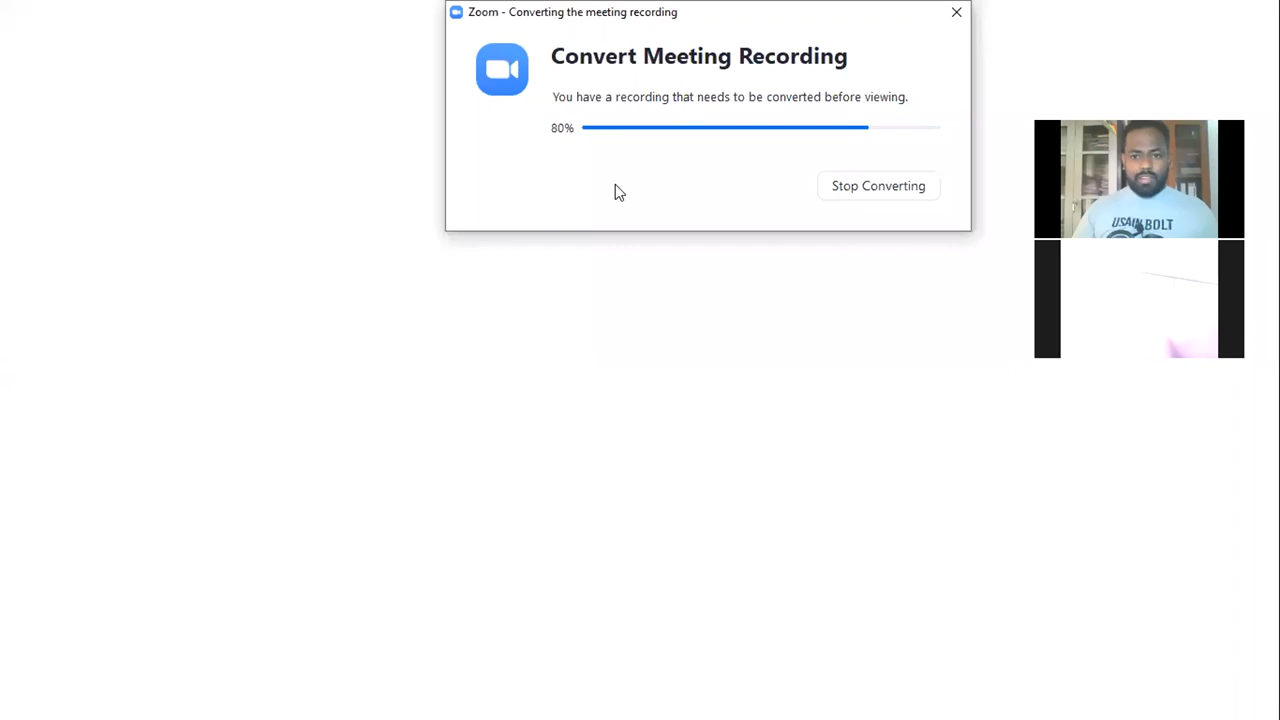 Zoom - Converting the meeting recording
Convert Meeting Recording
You have a recording that needs to be converted before viewing.
80%
Stop Converting
USAIN BOLT